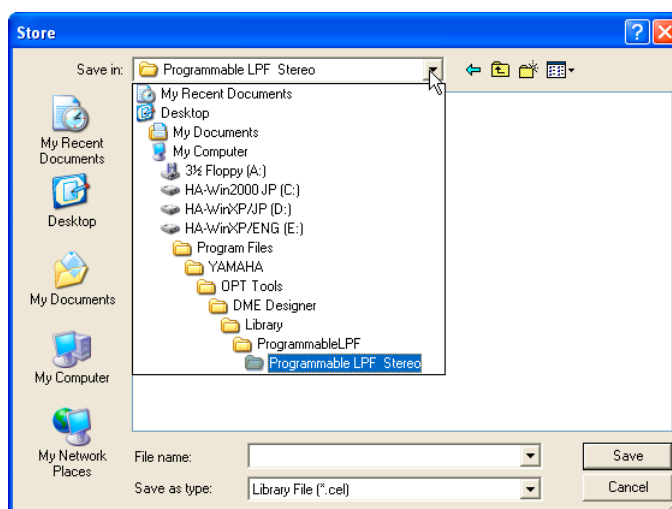 Store
Save in:
Programmable LPF  Stereo
My Recent Documents
Desktop
My Documents
My Computer
3½ Floppy (A:)
HA-Win2000 JP (C:)
HA-WinXP/JP (D:)
HA-WinXP/ENG (E:)
Program Files
YAMAHA
OPT Tools
DME Designer
Library
ProgrammableLPF
Programmable LPF  Stereo
My Recent
Documents
Desktop
My Documents
My Computer
My Network
Places
File name:
Save
Save as type:
Library File (*.cel)
Cancel